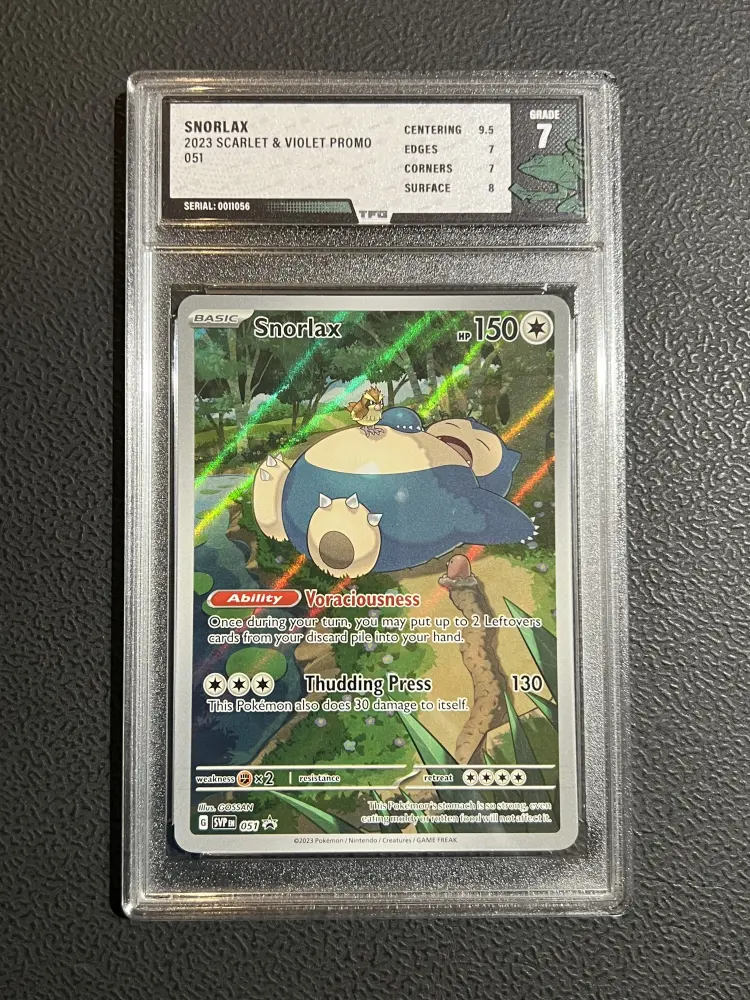 SNORLAX
2023 SCARLET & VIOLET PROMO
051
CENTERING 9.5
EDGES 7
CORNERS 7
SURFACE 8
GRADE
7
SERIAL: 0011056
TFG
BASIC
Snorlax
HP 150
Ability Voraciousness
Once during your turn, you may put up to 2 Leftovers
cards from your discard pile into your hand.
Thudding Press 130
This Pokémon also does 30 damage to itself.
weakness ×2 resistance retreat
Illus. GOSSAN
This Pokémon's stomach is so strong, even
eating moldy or rotten food will not affect it.
G SVP EN 051
©2023 Pokémon / Nintendo / Creatures / GAME FREAK